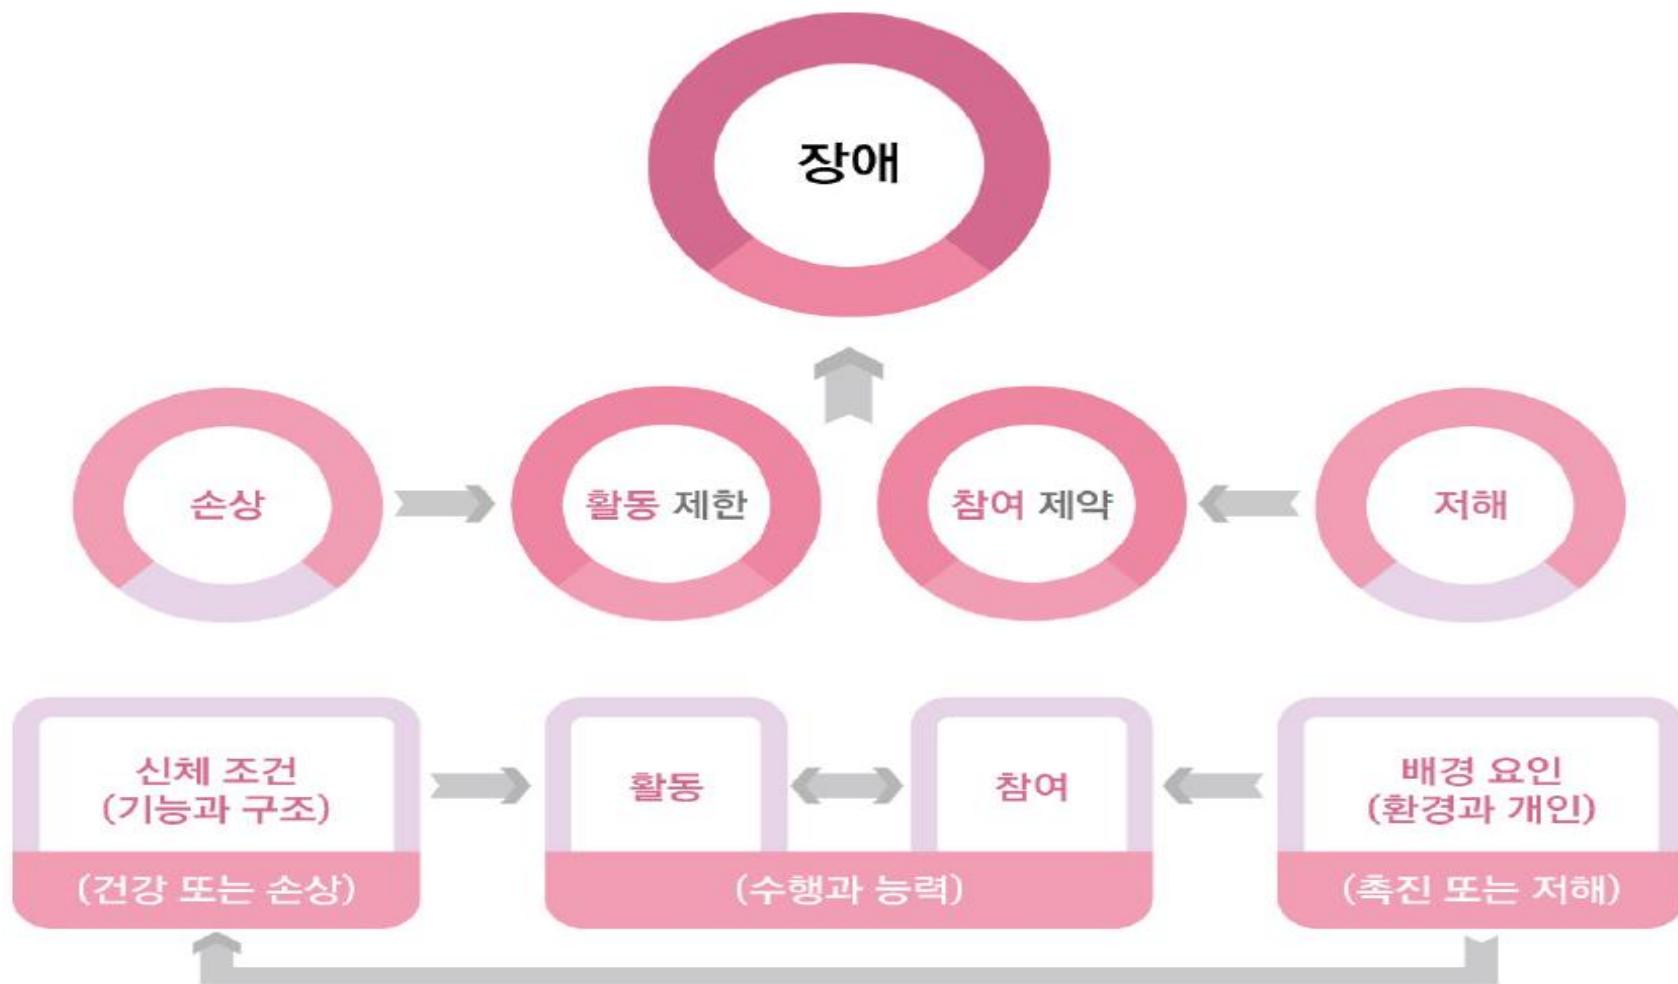 장애
손상
활동 제한
참여 제약
저해
신체 조건
(기능과 구조)
활동
참여
배경 요인
(환경과 개인)
(건강 또는 손상)
(수행과 능력)
(촉진 또는 저해)